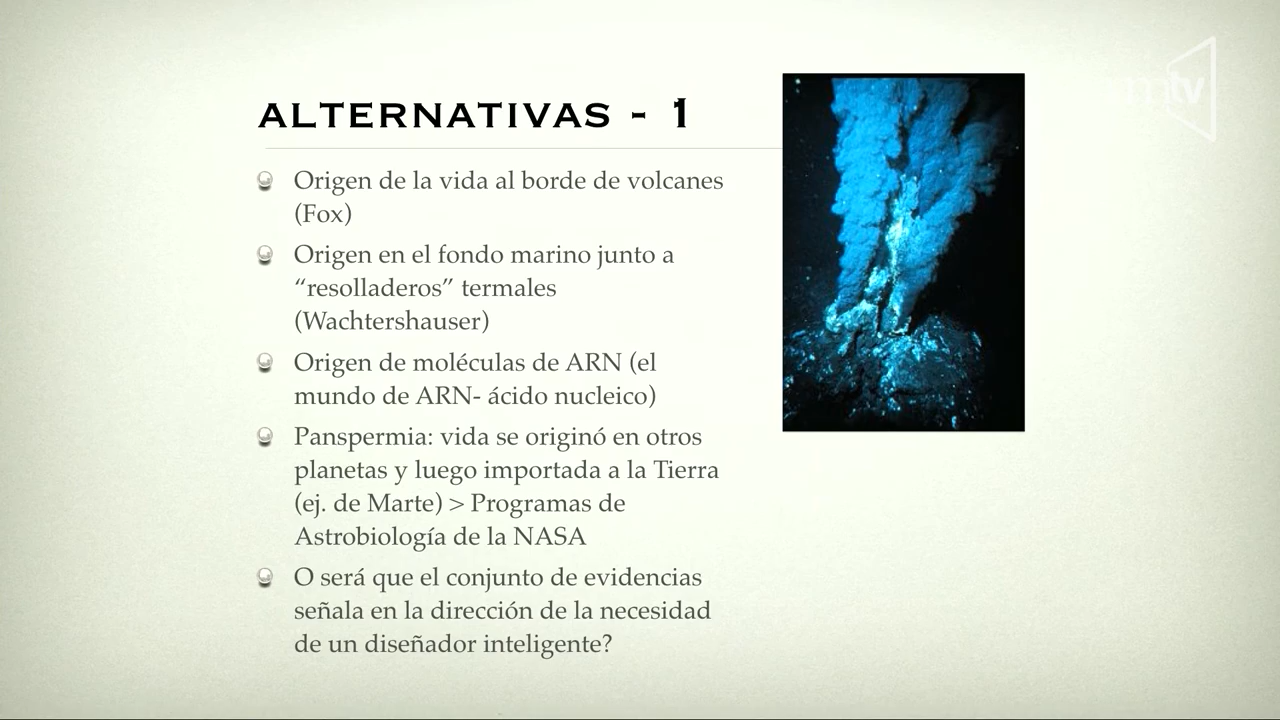 ALTERNATIVAS - 1
Origen de la vida al borde de volcanes
(Fox)
Origen en el fondo marino junto a
“resolladeros” termales
(Wachtershauser)
Origen de moléculas de ARN (el
mundo de ARN- ácido nucleico)
Panspermia: vida se originó en otros
planetas y luego importada a la Tierra
(ej. de Marte) > Programas de
Astrobiología de la NASA
O será que el conjunto de evidencias
señala en la dirección de la necesidad
de un diseñador inteligente?